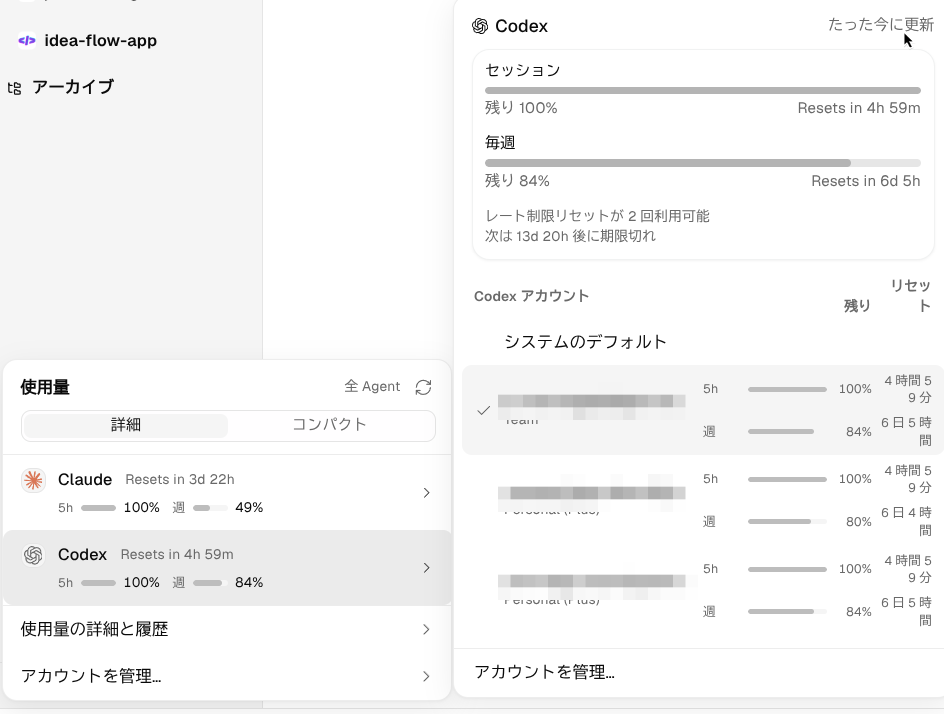 idea-flow-app
アーカイブ
使用量
全 Agent
詳細
コンパクト
Claude Resets in 3d 22h
5h 100% 週 49%
Codex Resets in 4h 59m
5h 100% 週 84%
使用量の詳細と履歴
アカウントを管理...
Codex
たった今に更新
セッション
残り 100%
Resets in 4h 59m
毎週
残り 84%
Resets in 6d 5h
レート制限リセットが 2 回利用可能
次は 13d 20h 後に期限切れ
Codex アカウント
残り
リセッ
ト
システムのデフォルト
Team
5h 100% 4 時間 5
9 分
週 84% 6 日 5 時
間
Personal (Plus)
5h 100% 4 時間 5
9 分
週 80% 6 日 4 時
間
Personal (Plus)
5h 100% 4 時間 5
9 分
週 84% 6 日 5 時
間
アカウントを管理...